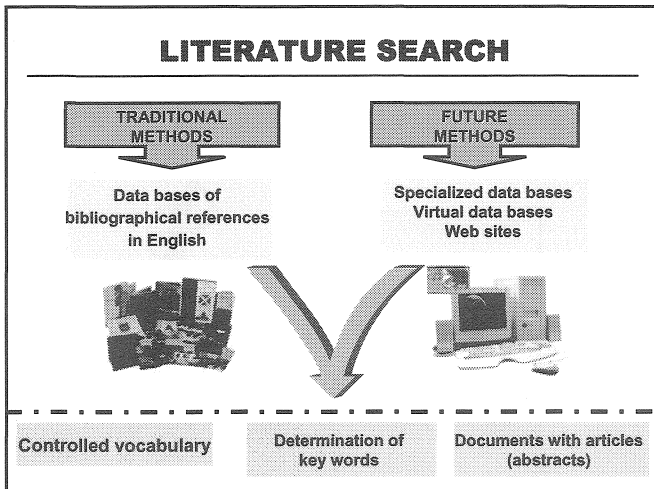 LITERATURE SEARCH
TRADITIONAL
METHODS
FUTURE
METHODS
Data bases of
bibliographical references
in English
Specialized data bases
Virtual data bases
Web sites
Controlled vocabulary
Determination of
key words
Documents with articles
(abstracts)